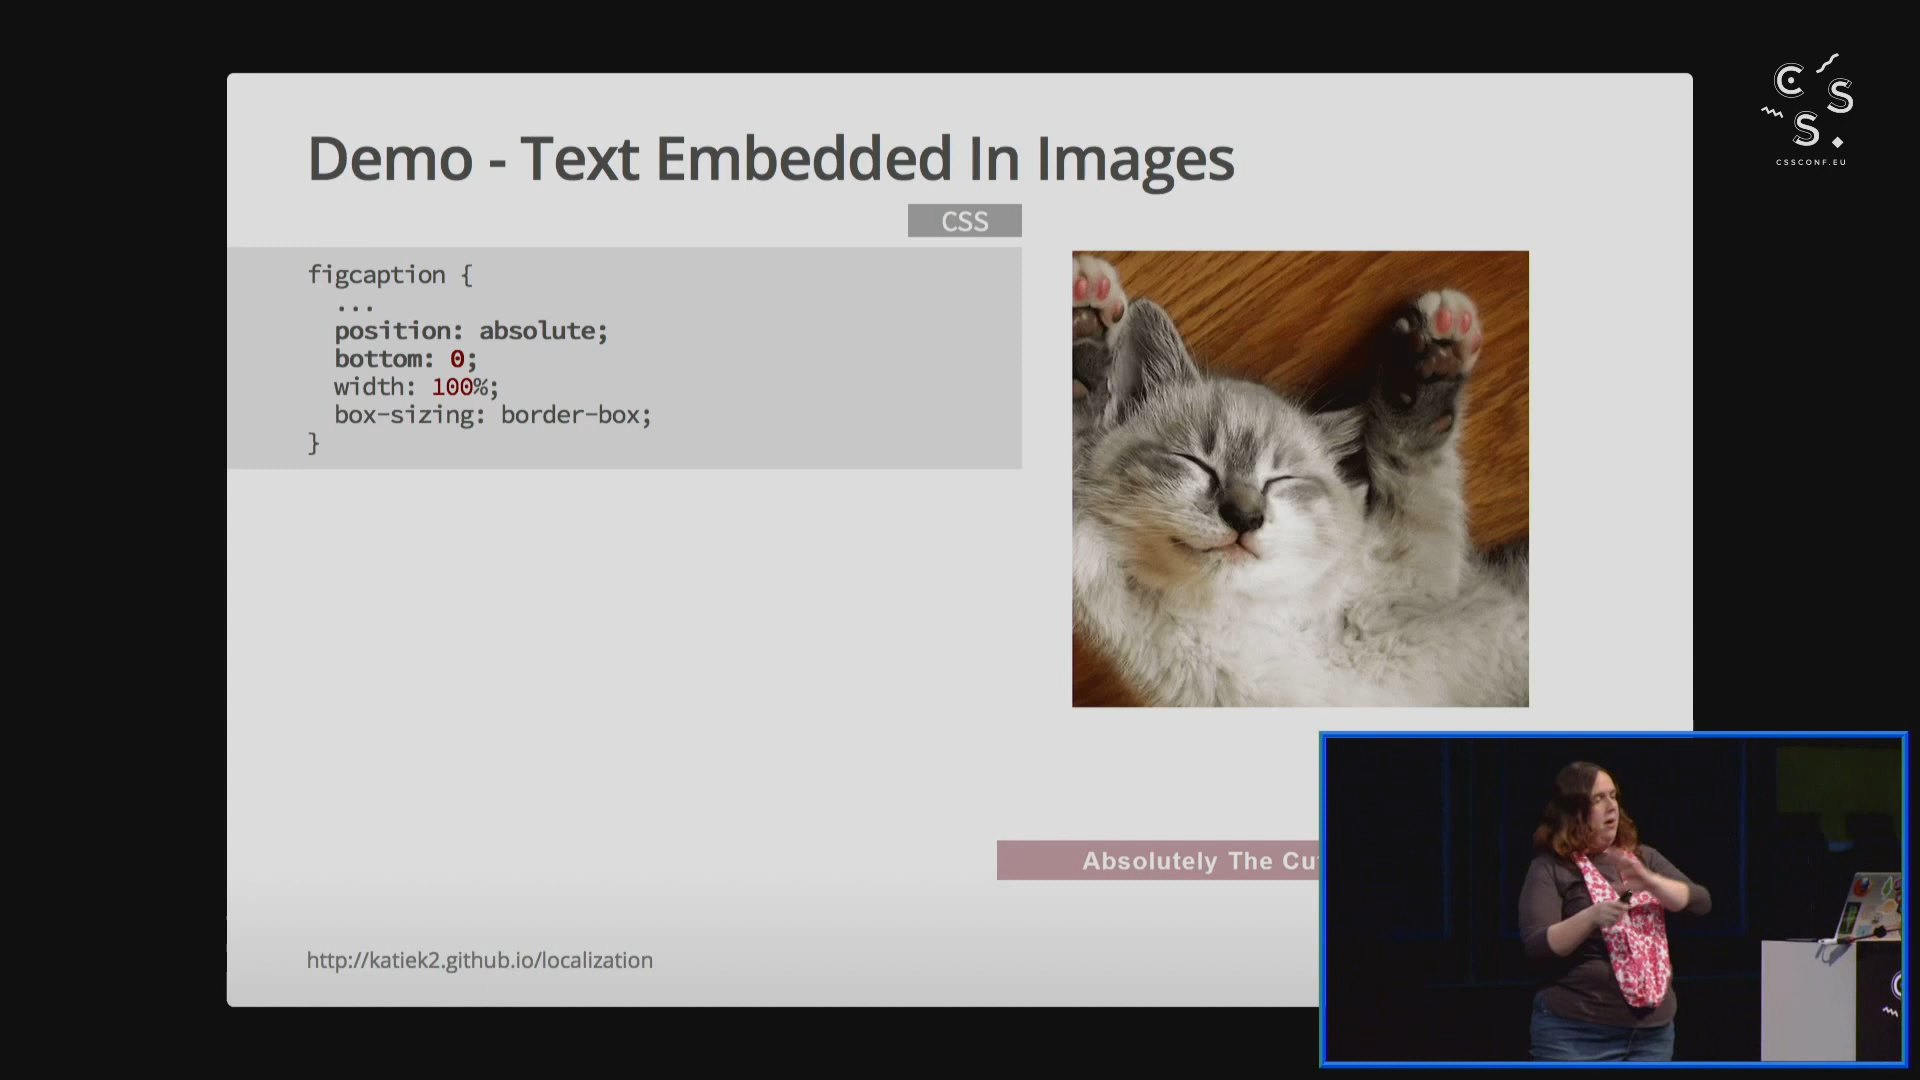 Demo - Text Embedded In Images
CSS
figcaption {
...
position: absolute;
bottom: 0;
width: 100%;
box-sizing: border-box;
}
Absolutely The
http://katiek2.github.io/localization
C S S .
CSSCONF.EU